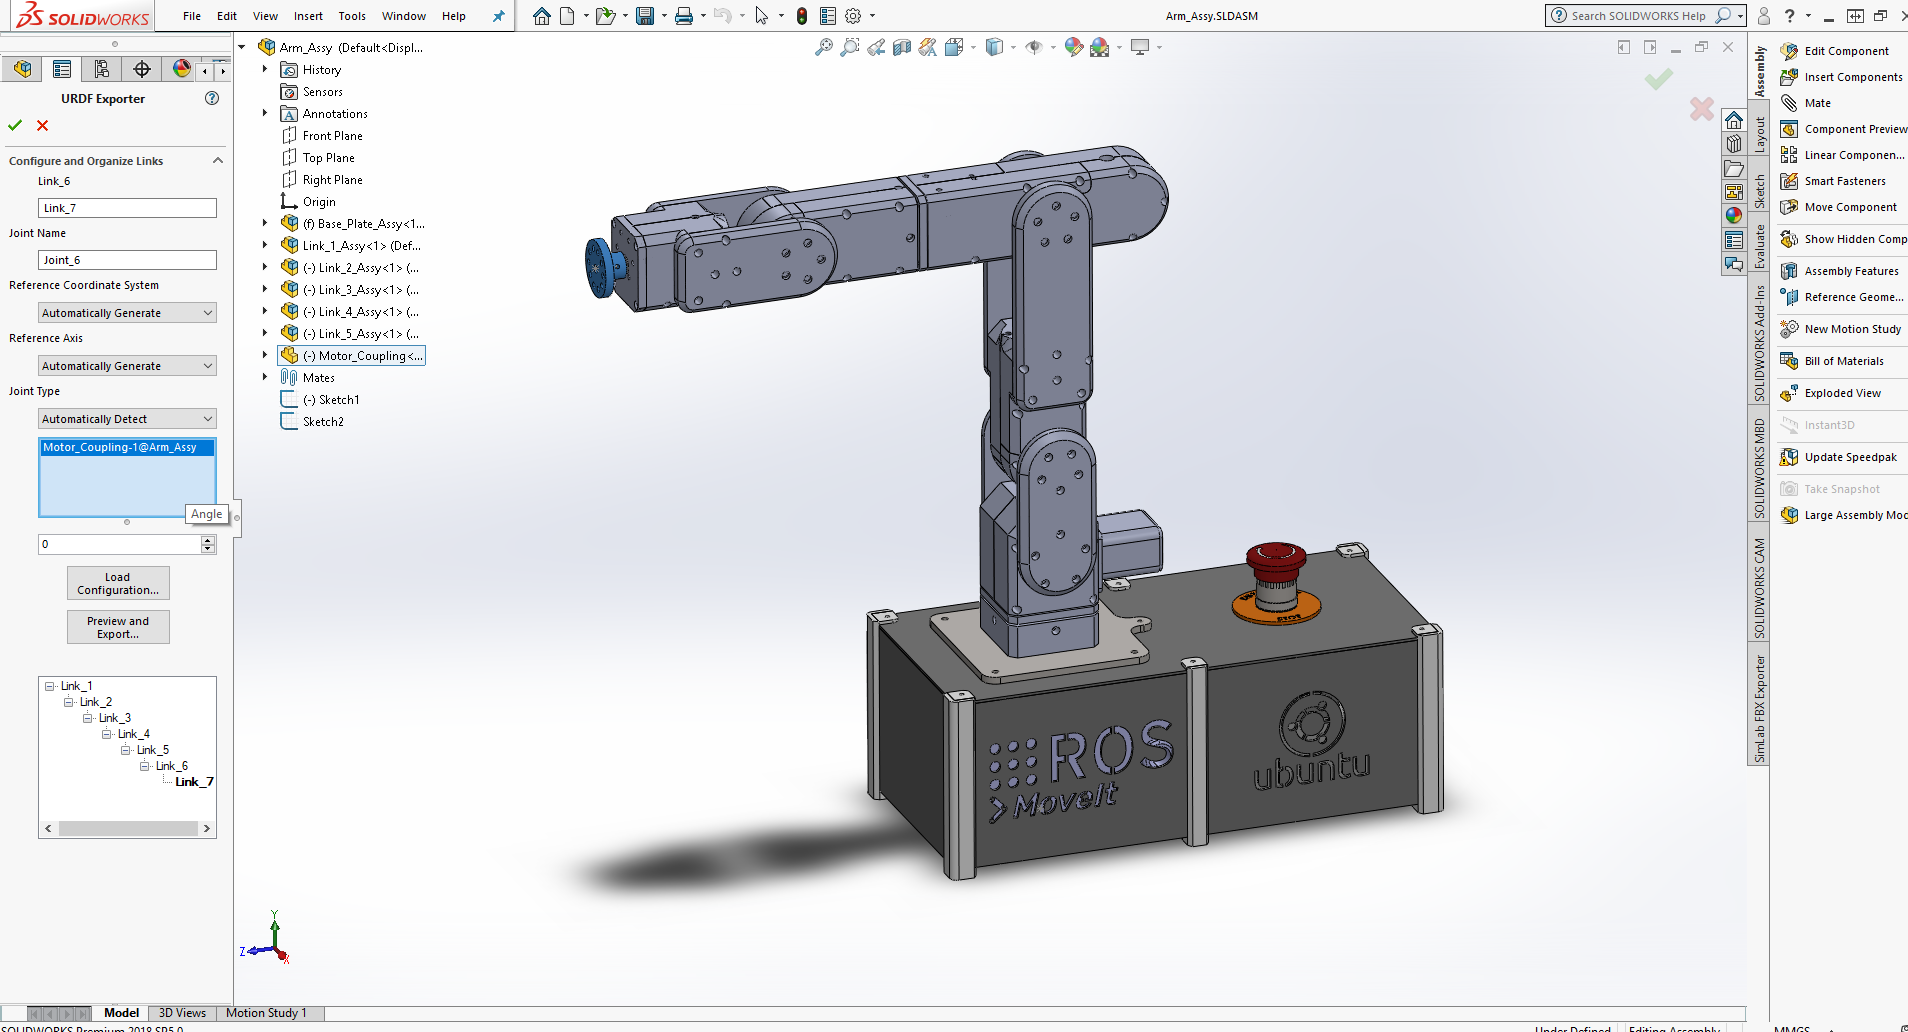 SOLIDWORKS
File Edit View Insert Tools Window Help
Arm_Assy.SLDASM
Search SOLIDWORKS Help
URDF Exporter
Configure and Organize Links
Link_6
Link_7
Joint Name
Joint_6
Reference Coordinate System
Automatically Generate
Reference Axis
Automatically Generate
Joint Type
Automatically Detect
Motor_Coupling-1@Arm_Assy
Angle
0
Load
Configuration...
Preview and
Export...
Link_1
Link_2
Link_3
Link_4
Link_5
Link_6
Link_7
Arm_Assy (Default<Displ...
History
Sensors
Annotations
Front Plane
Top Plane
Right Plane
Origin
(f) Base_Plate_Assy<1...
Link_1_Assy<1> (Def...
(-) Link_2_Assy<1> (...
(-) Link_3_Assy<1> (...
(-) Link_4_Assy<1> (...
(-) Link_5_Assy<1> (...
(-) Motor_Coupling<...
Mates
(-) Sketch1
Sketch2
ROS
MoveIt
ubuntu
Y
Z
X
Assembly
Layout
Sketch
Evaluate
SOLIDWORKS Add-Ins
SOLIDWORKS MBD
SOLIDWORKS CAM
SimLab FBX Exporter
Edit Component
Insert Components
Mate
Component Preview
Linear Componen...
Smart Fasteners
Move Component
Show Hidden Comp
Assembly Features
Reference Geome...
New Motion Study
Bill of Materials
Exploded View
Instant3D
Update Speedpak
Take Snapshot
Large Assembly Mod
Model 3D Views Motion Study 1
SOLIDWORKS Premium 2018 SP5.0
Under Defined Editing Assembly MMGS